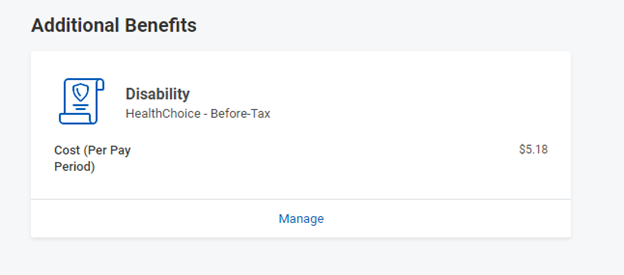 Additional Benefits
Disability
HealthChoice - Before-Tax
Cost (Per Pay
Period)
$5.18
Manage